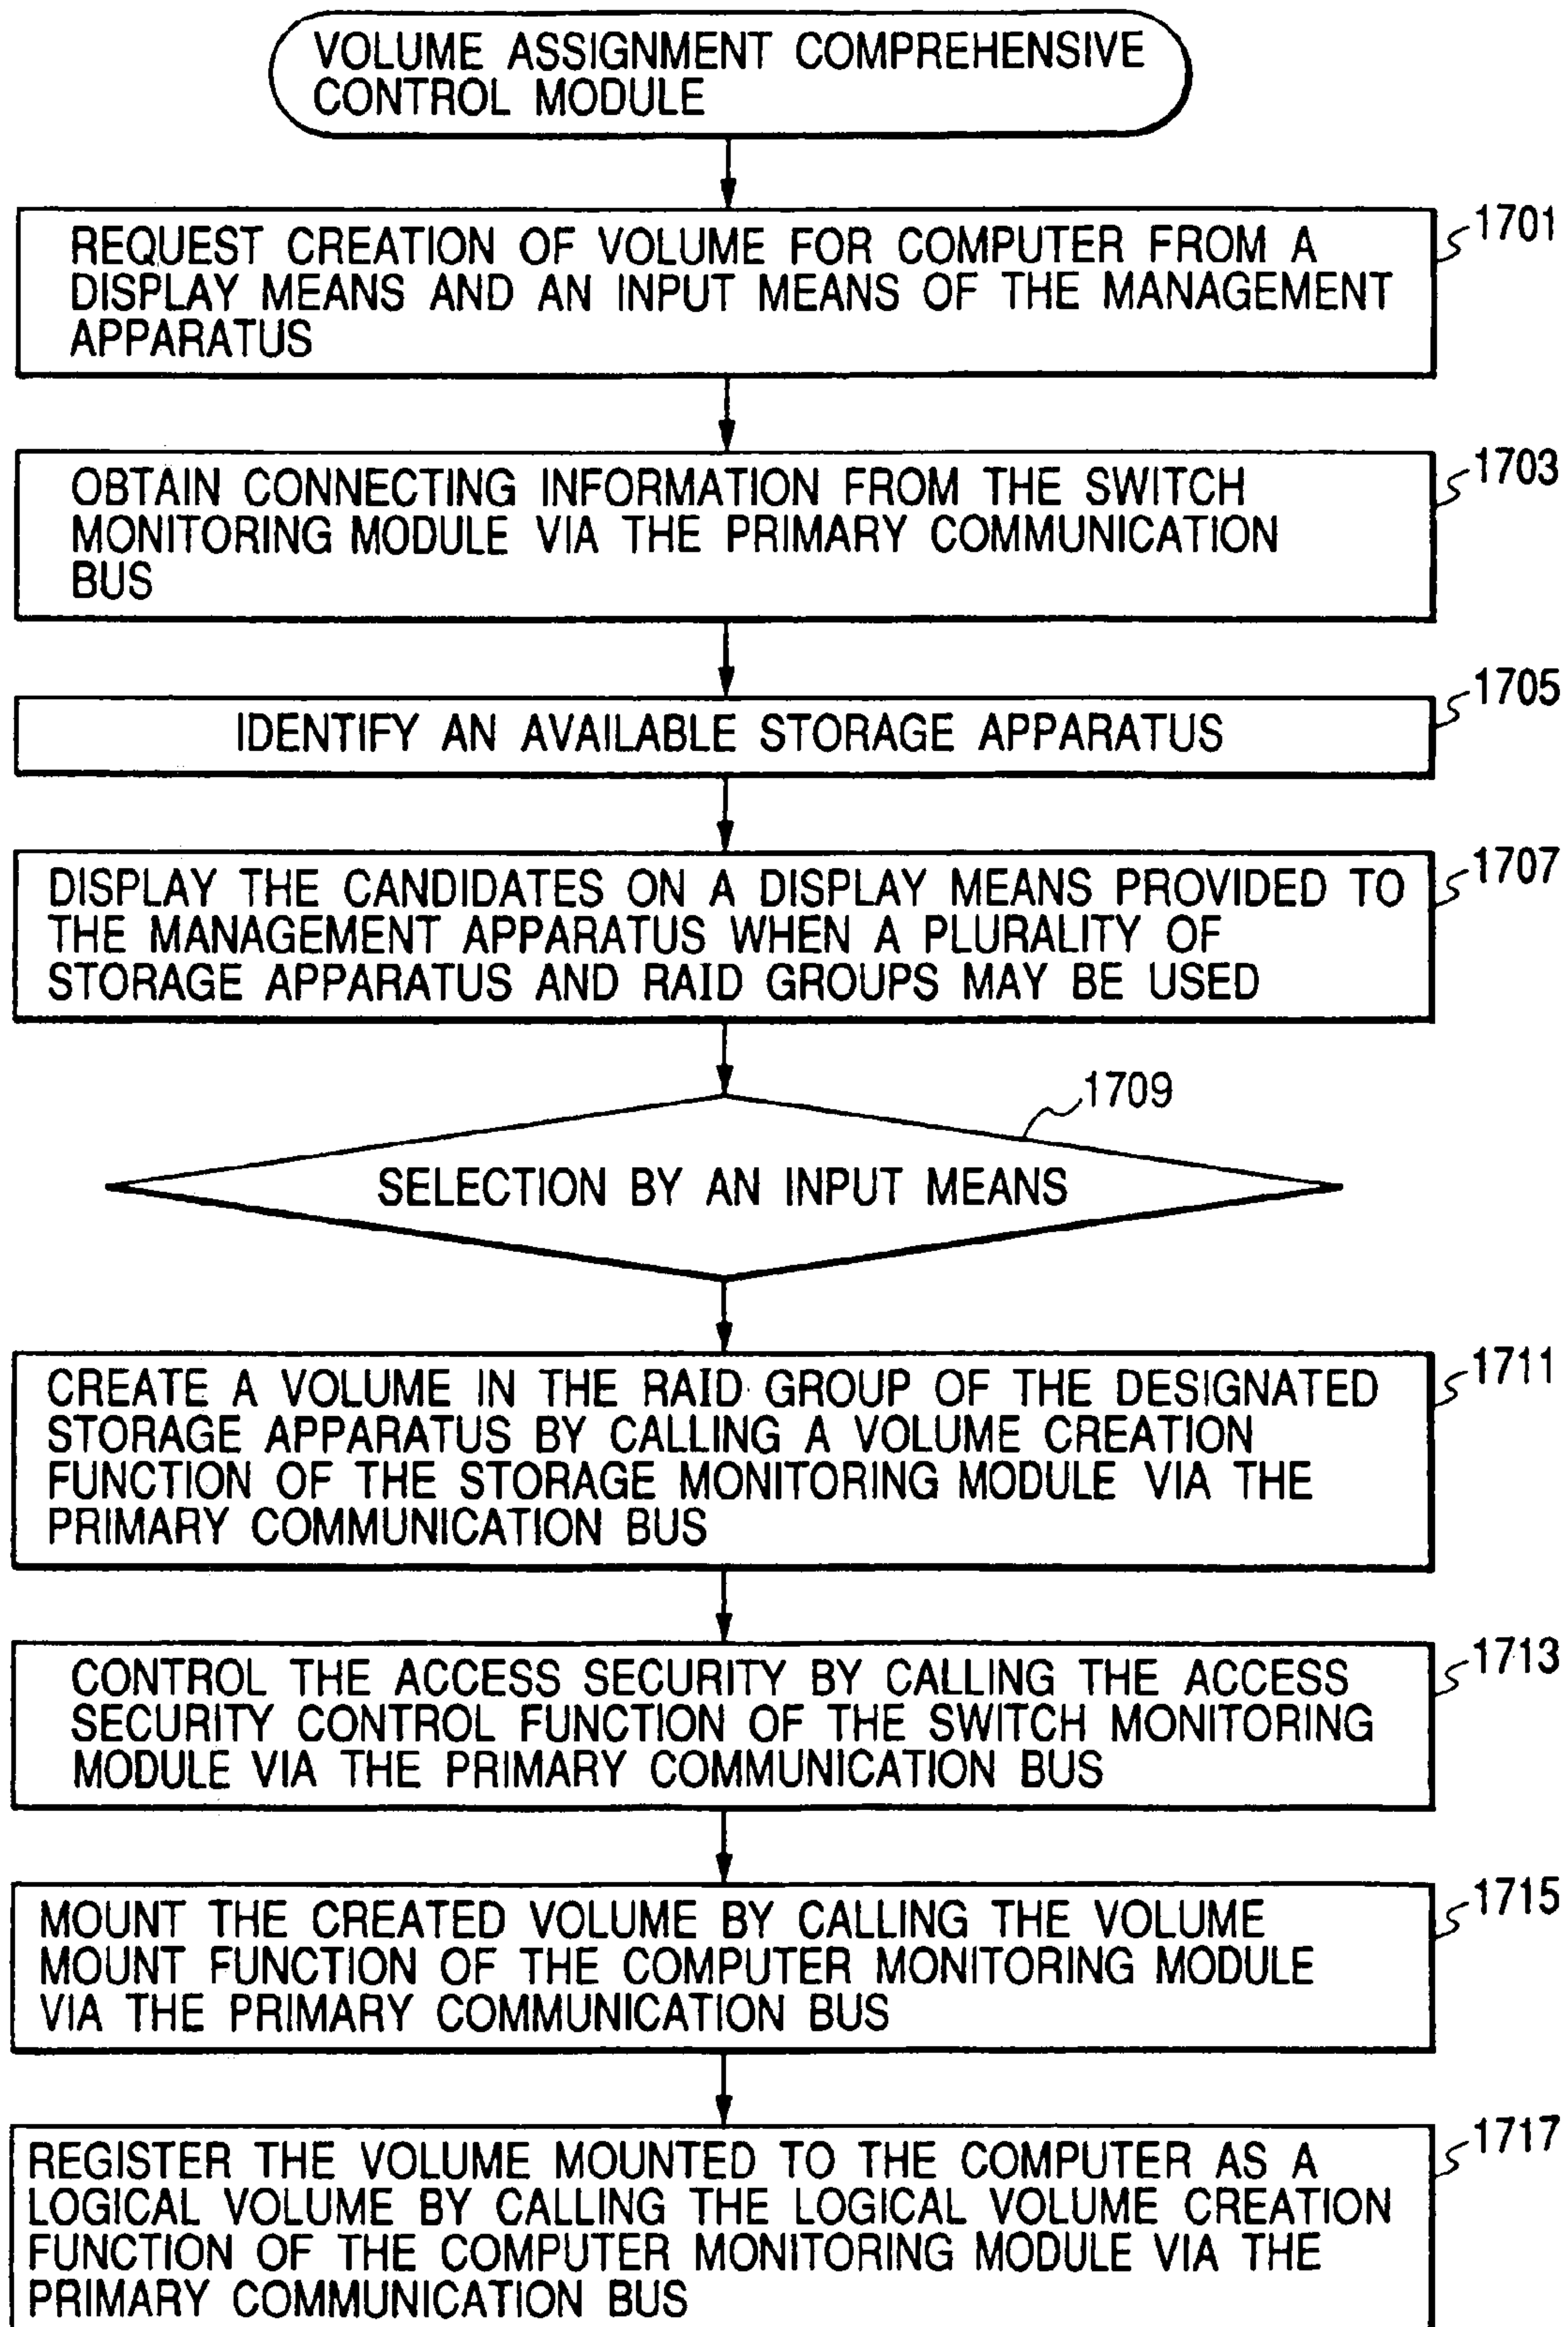 VOLUME ASSIGNMENT COMPREHENSIVE
CONTROL MODULE
1701
REQUEST CREATION OF VOLUME FOR COMPUTER FROM A
DISPLAY MEANS AND AN INPUT MEANS OF THE MANAGEMENT
APPARATUS
1703
OBTAIN CONNECTING INFORMATION FROM THE SWITCH
MONITORING MODULE VIA THE PRIMARY COMMUNICATION
BUS
1705
IDENTIFY AN AVAILABLE STORAGE APPARATUS
1707
DISPLAY THE CANDIDATES ON A DISPLAY MEANS PROVIDED TO
THE MANAGEMENT APPARATUS WHEN A PLURALITY OF
STORAGE APPARATUS AND RAID GROUPS MAY BE USED
1709
SELECTION BY AN INPUT MEANS
1711
CREATE A VOLUME IN THE RAID GROUP OF THE DESIGNATED
STORAGE APPARATUS BY CALLING A VOLUME CREATION
FUNCTION OF THE STORAGE MONITORING MODULE VIA THE
PRIMARY COMMUNICATION BUS
1713
CONTROL THE ACCESS SECURITY BY CALLING THE ACCESS
SECURITY CONTROL FUNCTION OF THE SWITCH MONITORING
MODULE VIA THE PRIMARY COMMUNICATION BUS
1715
MOUNT THE CREATED VOLUME BY CALLING THE VOLUME
MOUNT FUNCTION OF THE COMPUTER MONITORING MODULE
VIA THE PRIMARY COMMUNICATION BUS
1717
REGISTER THE VOLUME MOUNTED TO THE COMPUTER AS A
LOGICAL VOLUME BY CALLING THE LOGICAL VOLUME CREATION
FUNCTION OF THE COMPUTER MONITORING MODULE VIA THE
PRIMARY COMMUNICATION BUS